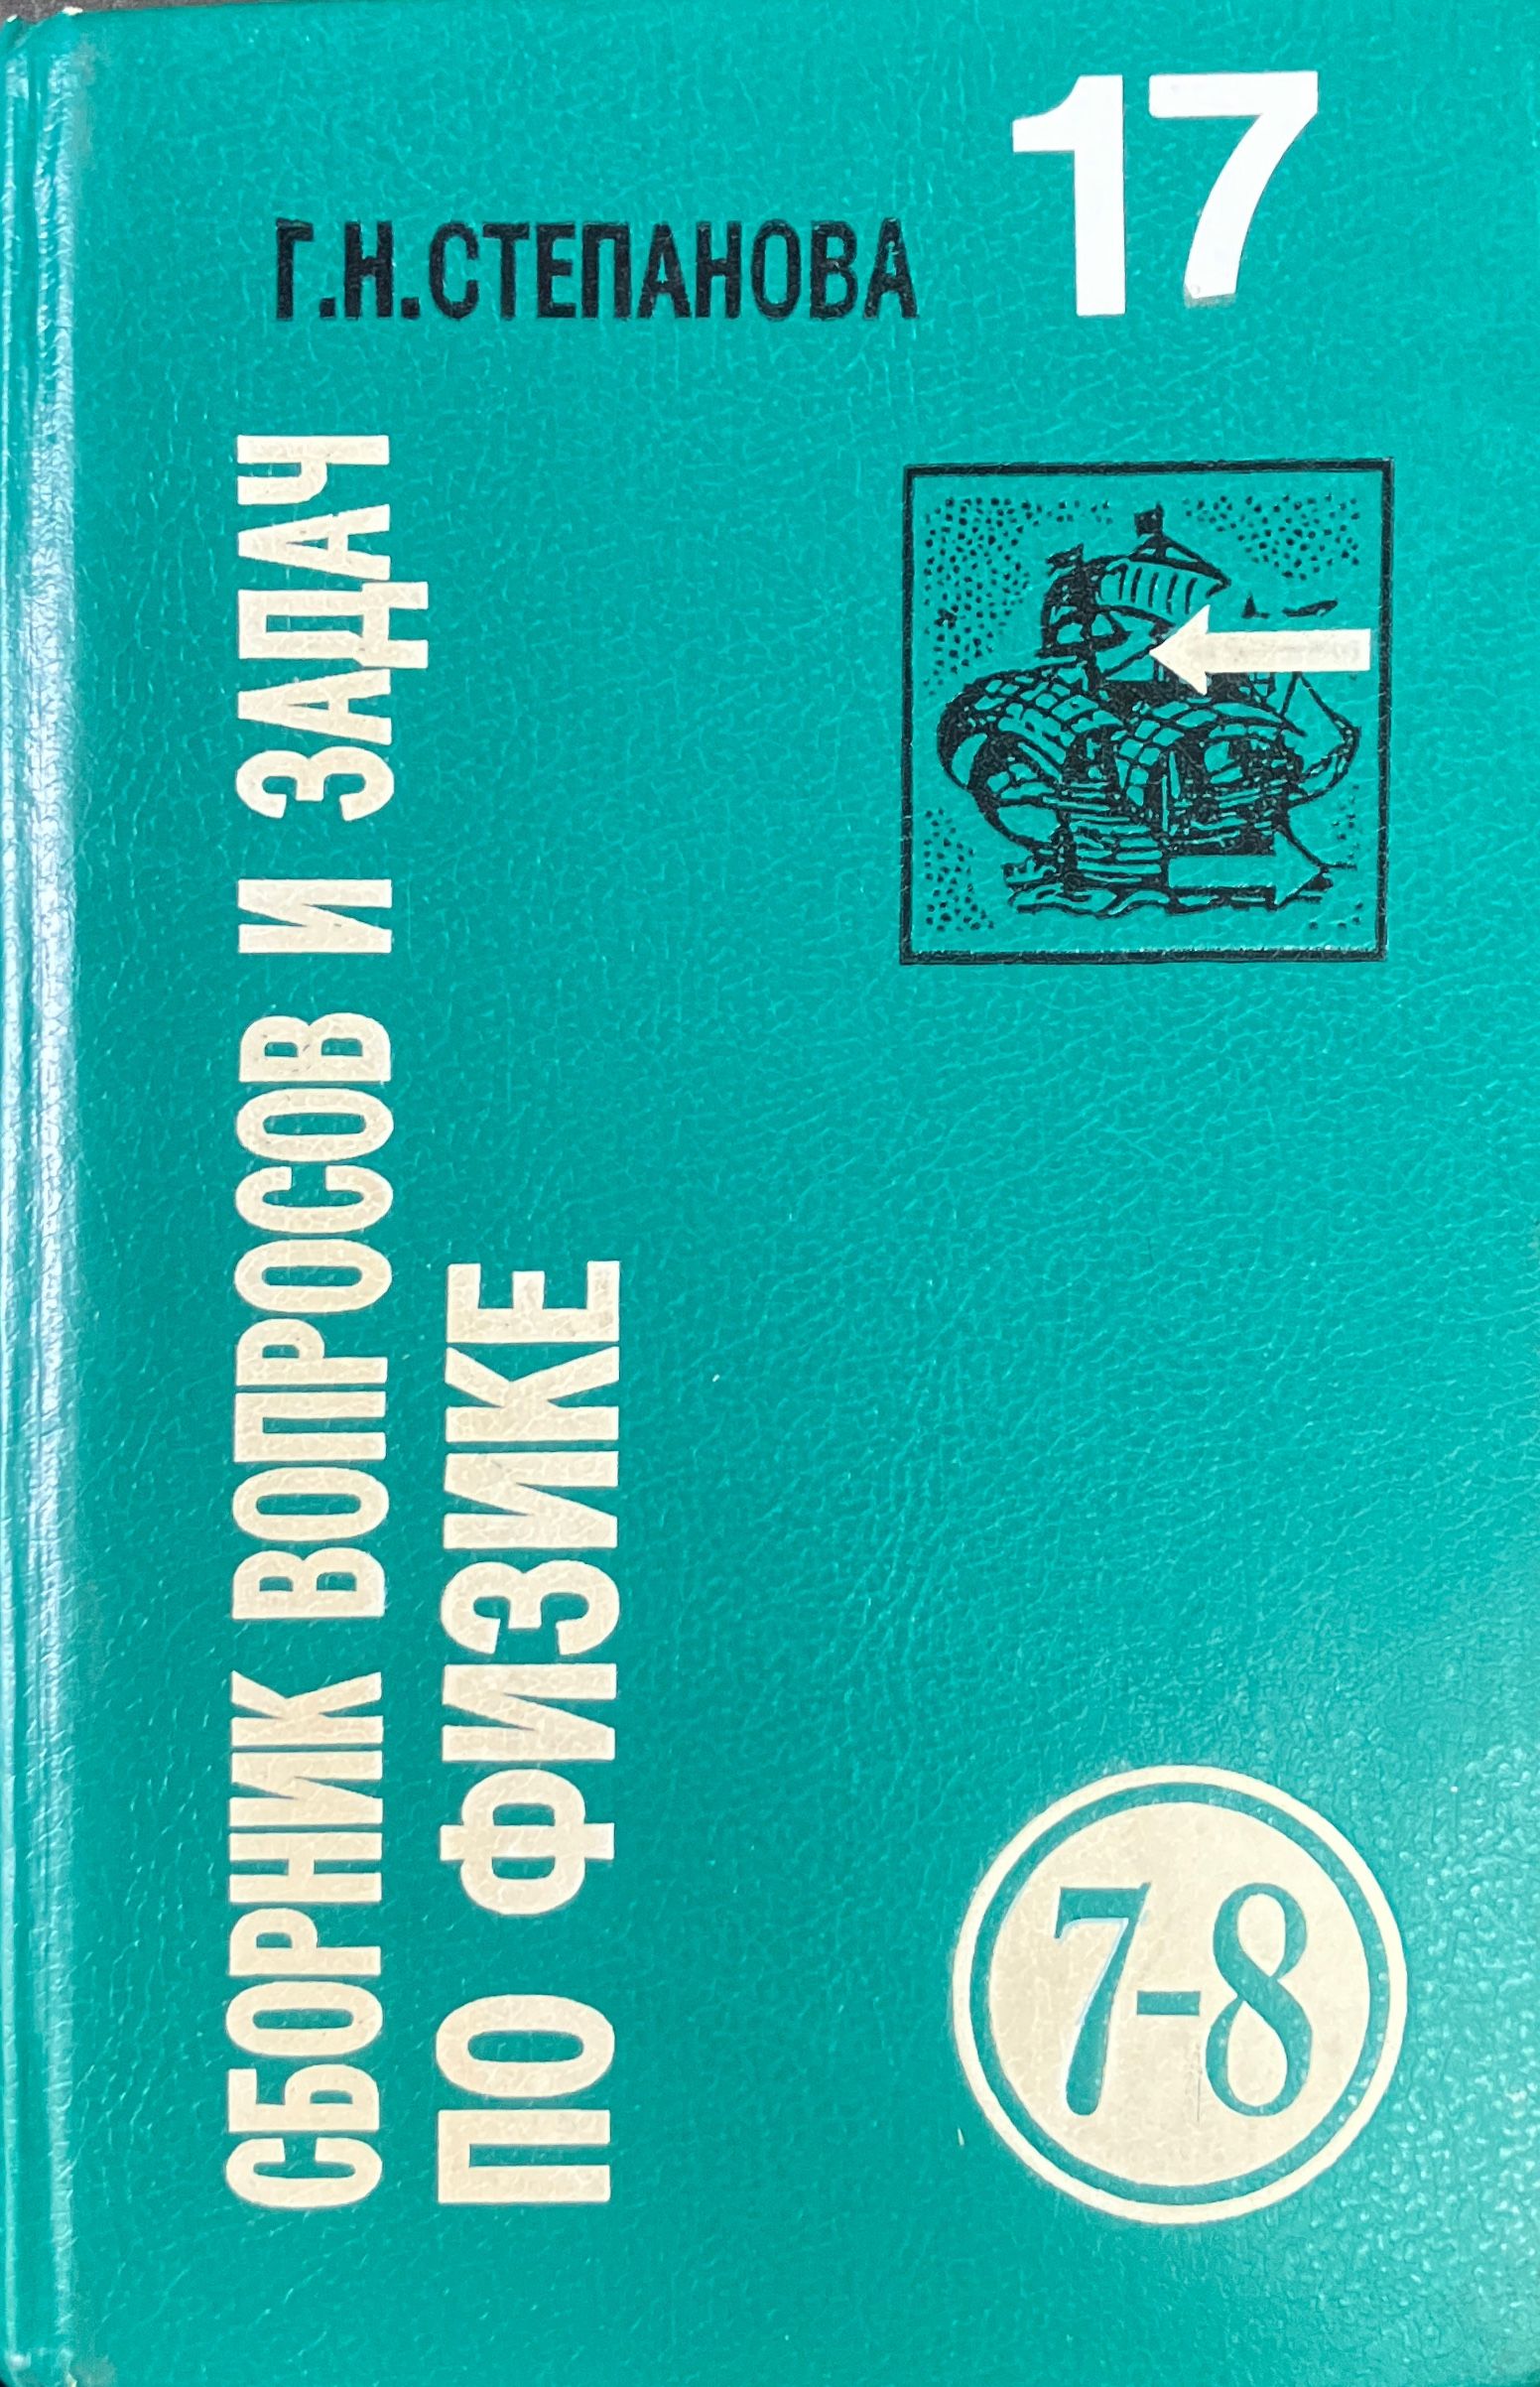 17
Г.Н.СТЕПАНОВА
СБОРНИК ВОПРОСОВ И ЗАДАЧ
ПО ФИЗИКЕ
7-8